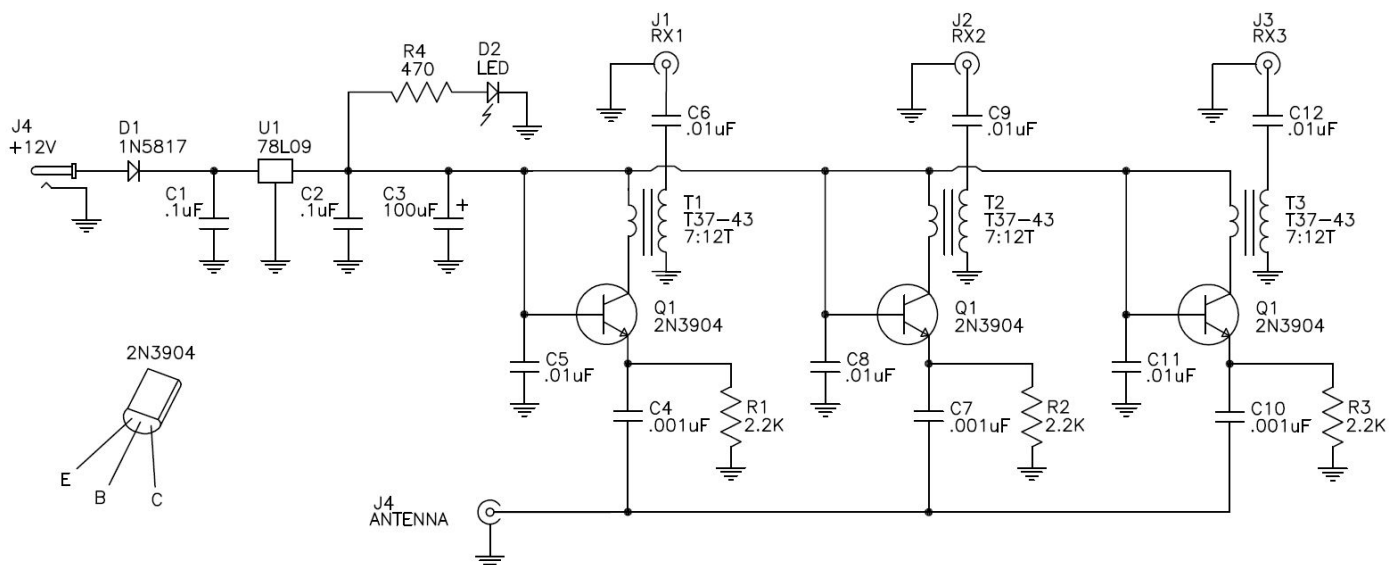 J1
RX1
J2
RX2
J3
RX3
R4
470
D2
LED
J4
+12V
D1
1N5817
U1
78L09
C6
.01uF
C9
.01uF
C12
.01uF
C1
.1uF
C2
.1uF
C3
100uF
+
T1
T37-43
7:12T
T2
T37-43
7:12T
T3
T37-43
7:12T
Q1
2N3904
Q1
2N3904
Q1
2N3904
2N3904
E
B
C
C5
.01uF
C8
.01uF
C11
.01uF
C4
.001uF
R1
2.2K
C7
.001uF
R2
2.2K
C10
.001uF
R3
2.2K
J4
ANTENNA